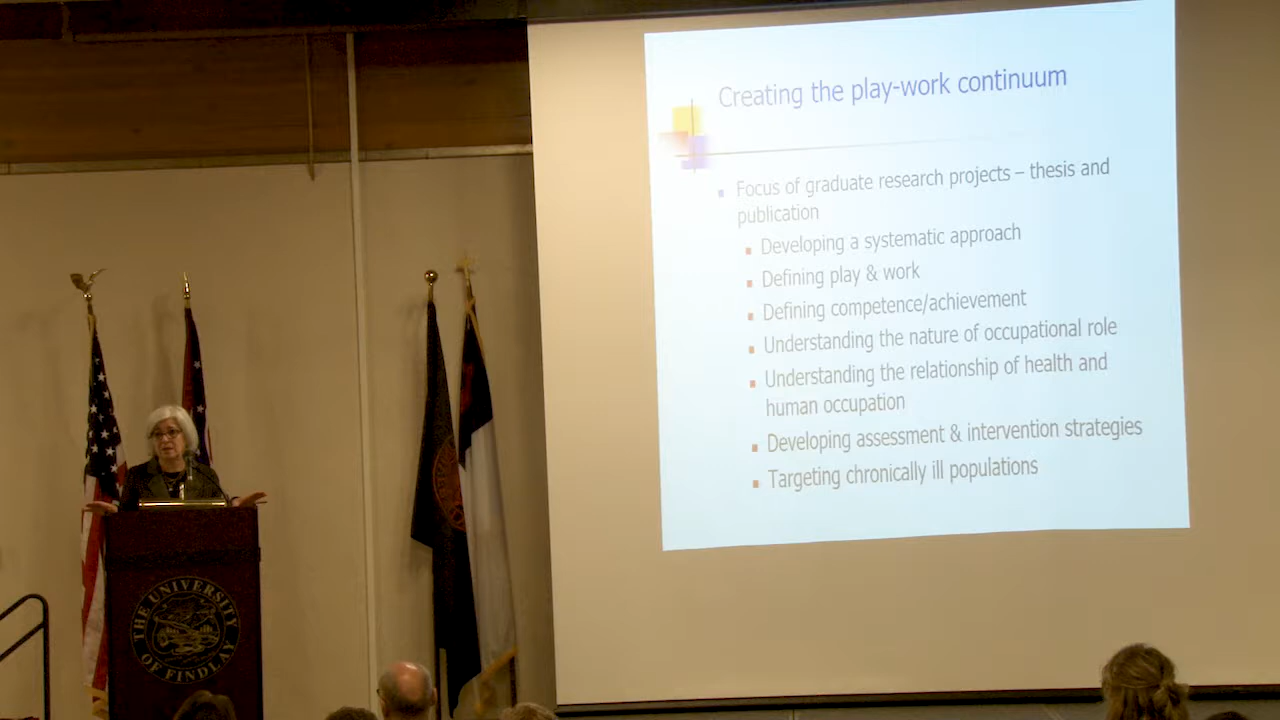 Creating the play-work continuum
Focus of graduate research projects – thesis and
publication
Developing a systematic approach
Defining play & work
Defining competence/achievement
Understanding the nature of occupational role
Understanding the relationship of health and
human occupation
Developing assessment & intervention strategies
Targeting chronically ill populations
THE UNIVERSITY
OF FINDLAY